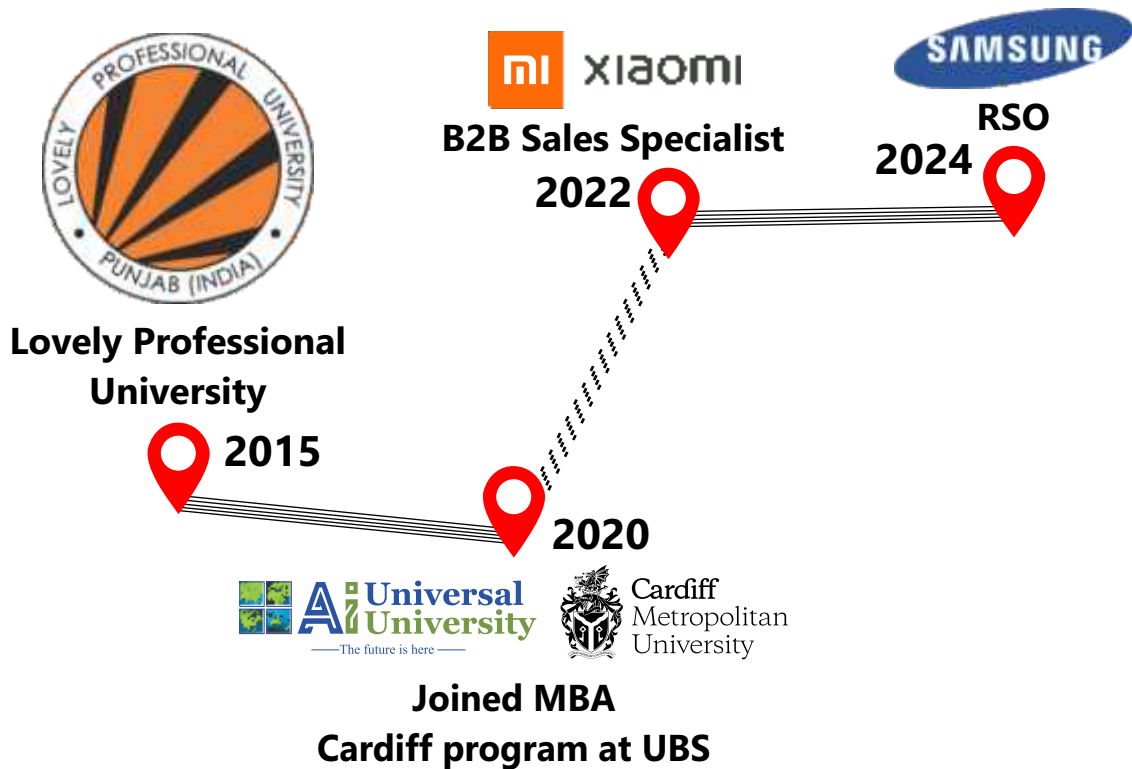 LOVELY PROFESSIONAL UNIVERSITY
PUNJAB (INDIA)
Lovely Professional
University
2015
mi xiaomi
B2B Sales Specialist
2022
SAMSUNG
RSO
2024
2020
Ai Universal
University
The future is here
Cardiff
Metropolitan
University
Joined MBA
Cardiff program at UBS